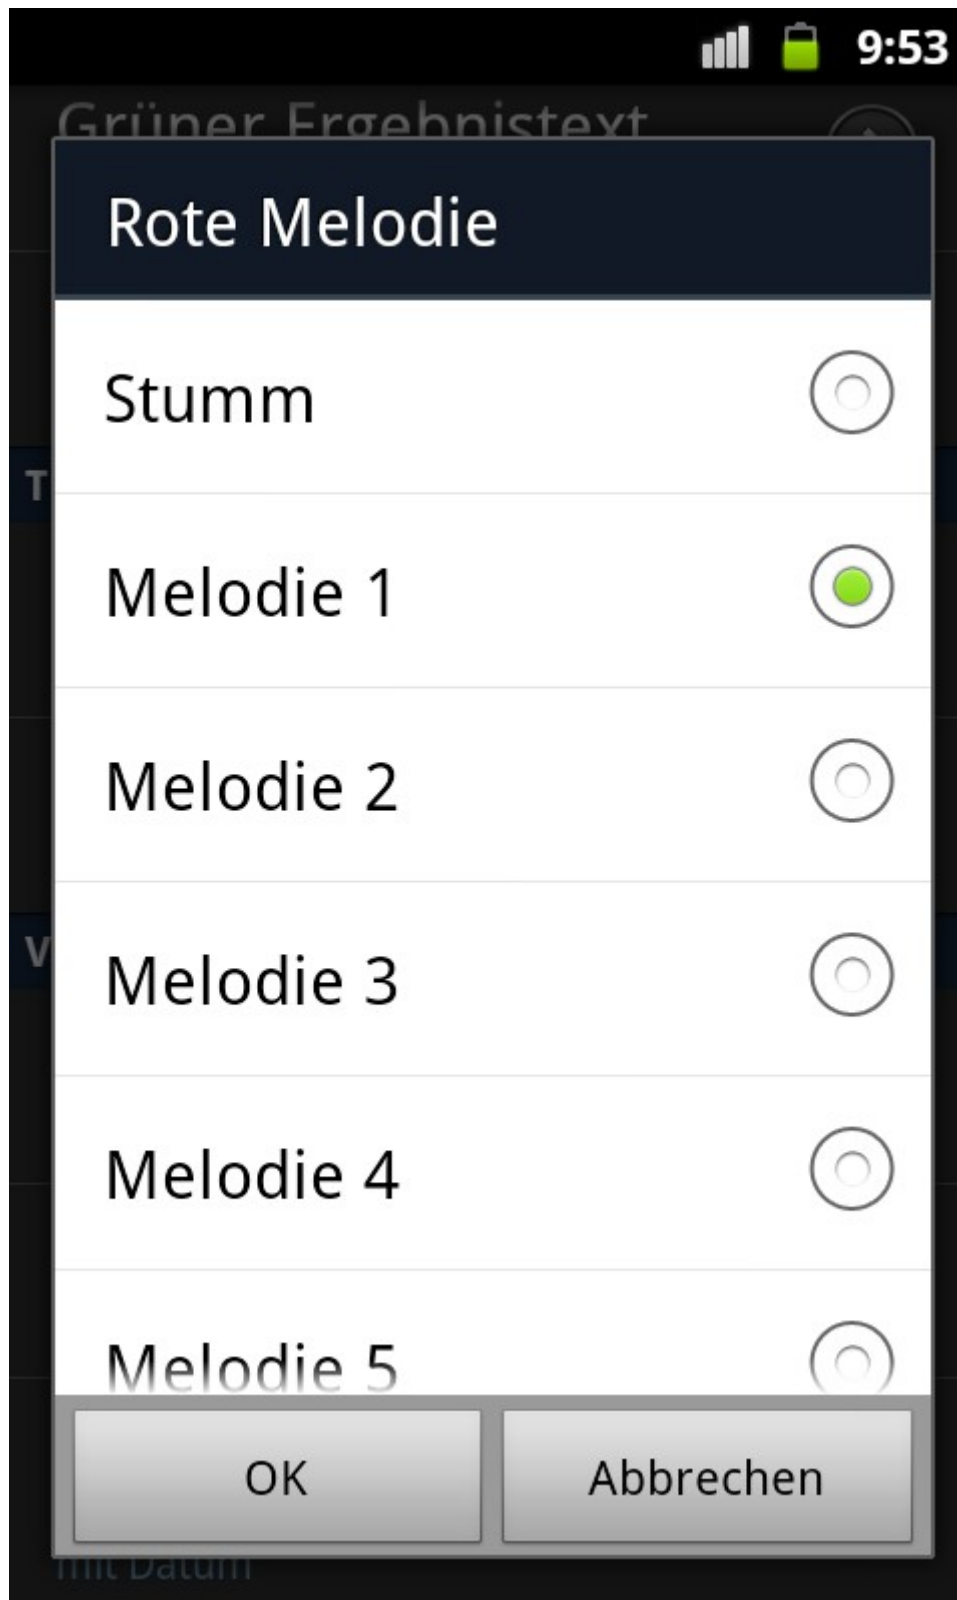 9:53
Grüner Ergebnistext
Rote Melodie
Stumm
T
Melodie 1
Melodie 2
V
Melodie 3
Melodie 4
Melodie 5
OK
Abbrechen
mit Datum